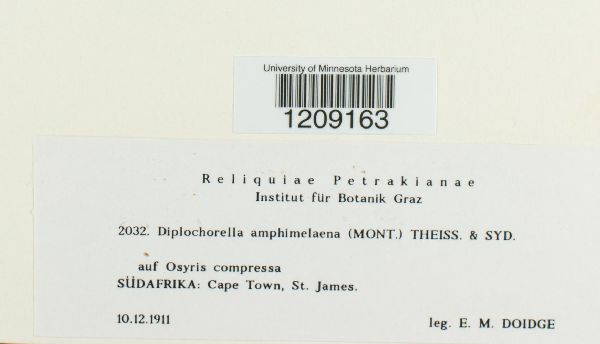 University of Minnesota Herbarium
1209163
Reliquiae Petrakianae
Institut für Botanik Graz
2032. Diplochorella amphimelaena (MONT.) THEISS. & SYD.
auf Osyris compressa
SÜDAFRIKA: Cape Town, St. James.
10.12.1911 leg. E. M. DOIDGE